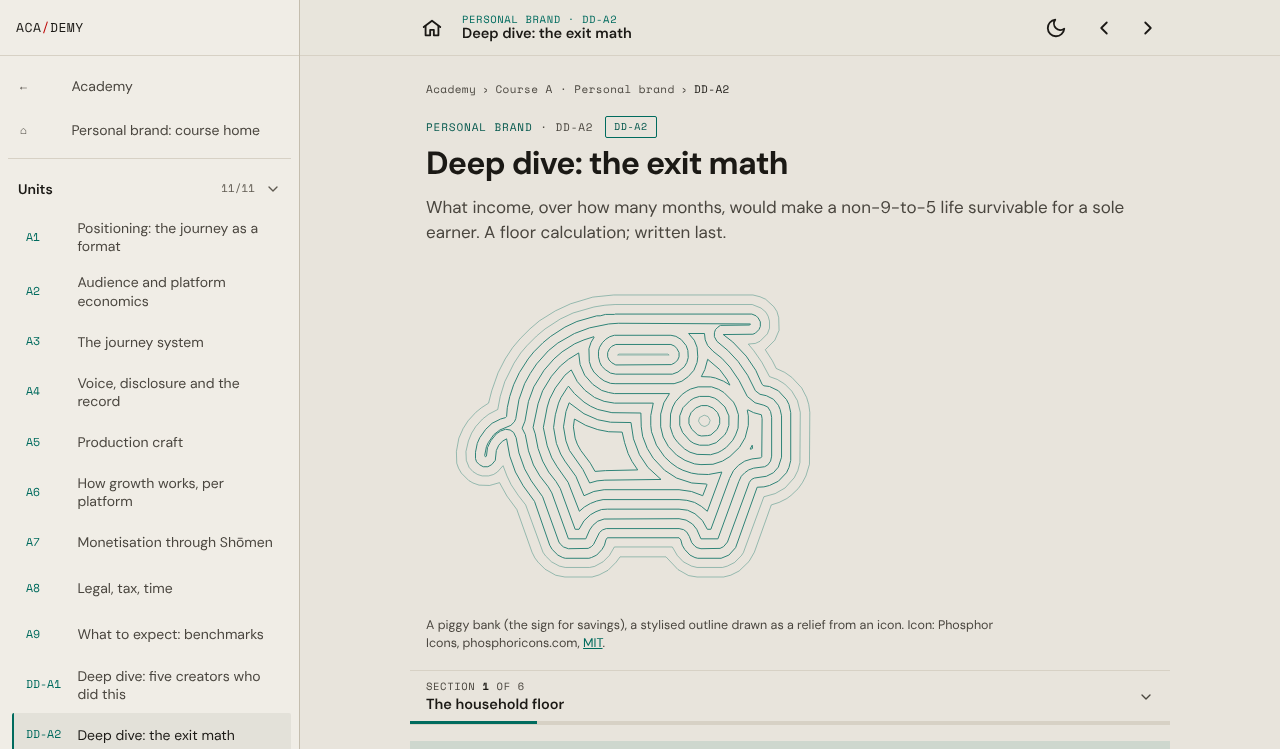 ACA/DEMY
← Academy
⌂ Personal brand: course home
Units 11/11
A1 Positioning: the journey as a
format
A2 Audience and platform
economics
A3 The journey system
A4 Voice, disclosure and the
record
A5 Production craft
A6 How growth works, per
platform
A7 Monetisation through Shōmen
A8 Legal, tax, time
A9 What to expect: benchmarks
DD-A1 Deep dive: five creators who
did this
DD-A2 Deep dive: the exit math
PERSONAL BRAND · DD-A2
Deep dive: the exit math
Academy › Course A · Personal brand › DD-A2
PERSONAL BRAND · DD-A2 DD-A2
Deep dive: the exit math
What income, over how many months, would make a non-9-to-5 life survivable for a sole
earner. A floor calculation; written last.
A piggy bank (the sign for savings), a stylised outline drawn as a relief from an icon. Icon: Phosphor
Icons, phosphoricons.com, MIT.
SECTION 1 OF 6
The household floor